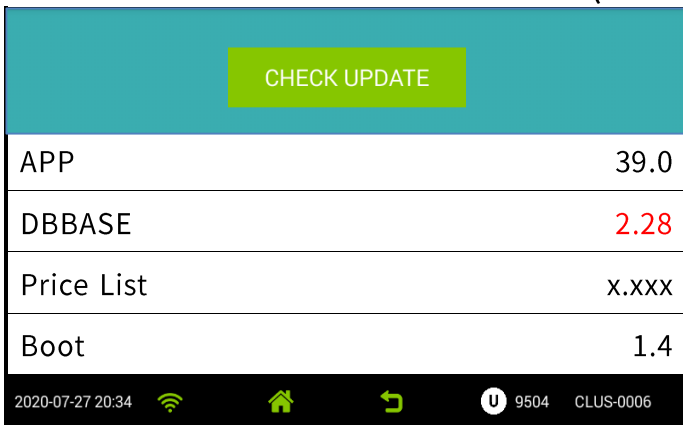 CHECK UPDATE
APP 39.0
DBBASE 2.28
Price List x.xxx
Boot 1.4
2020-07-27 20:34 U 9504 CLUS-0006